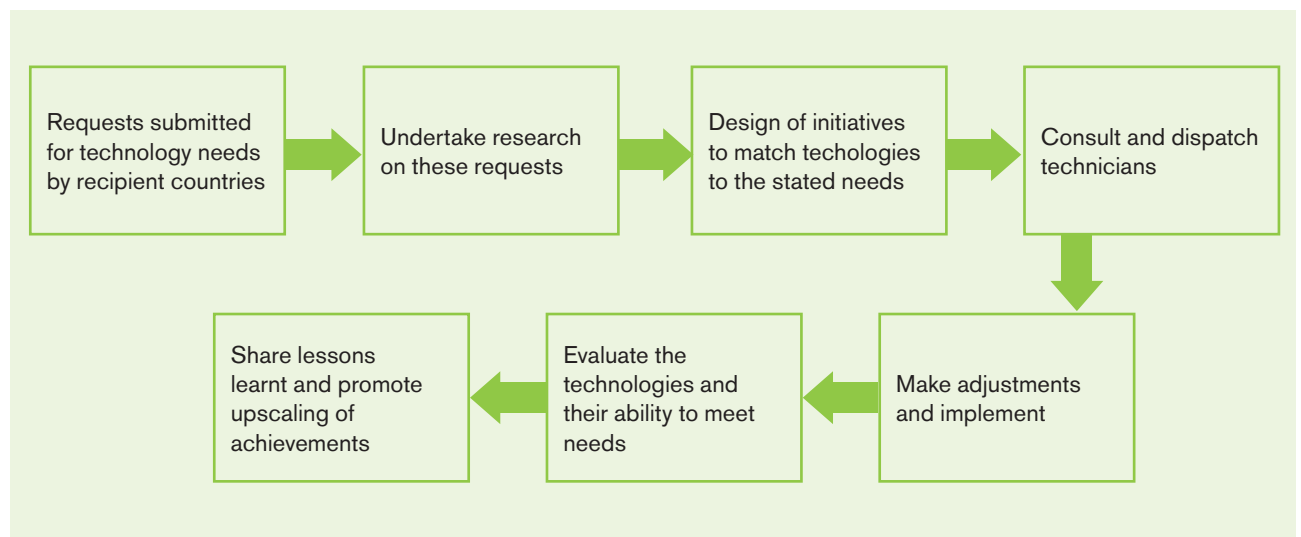 Requests submitted
for technology needs
by recipient countries
Undertake research
on these requests
Design of initiatives
to match techologies
to the stated needs
Consult and dispatch
technicians
Make adjustments
and implement
Evaluate the
technologies and
their ability to meet
needs
Share lessons
learnt and promote
upscaling of
achievements